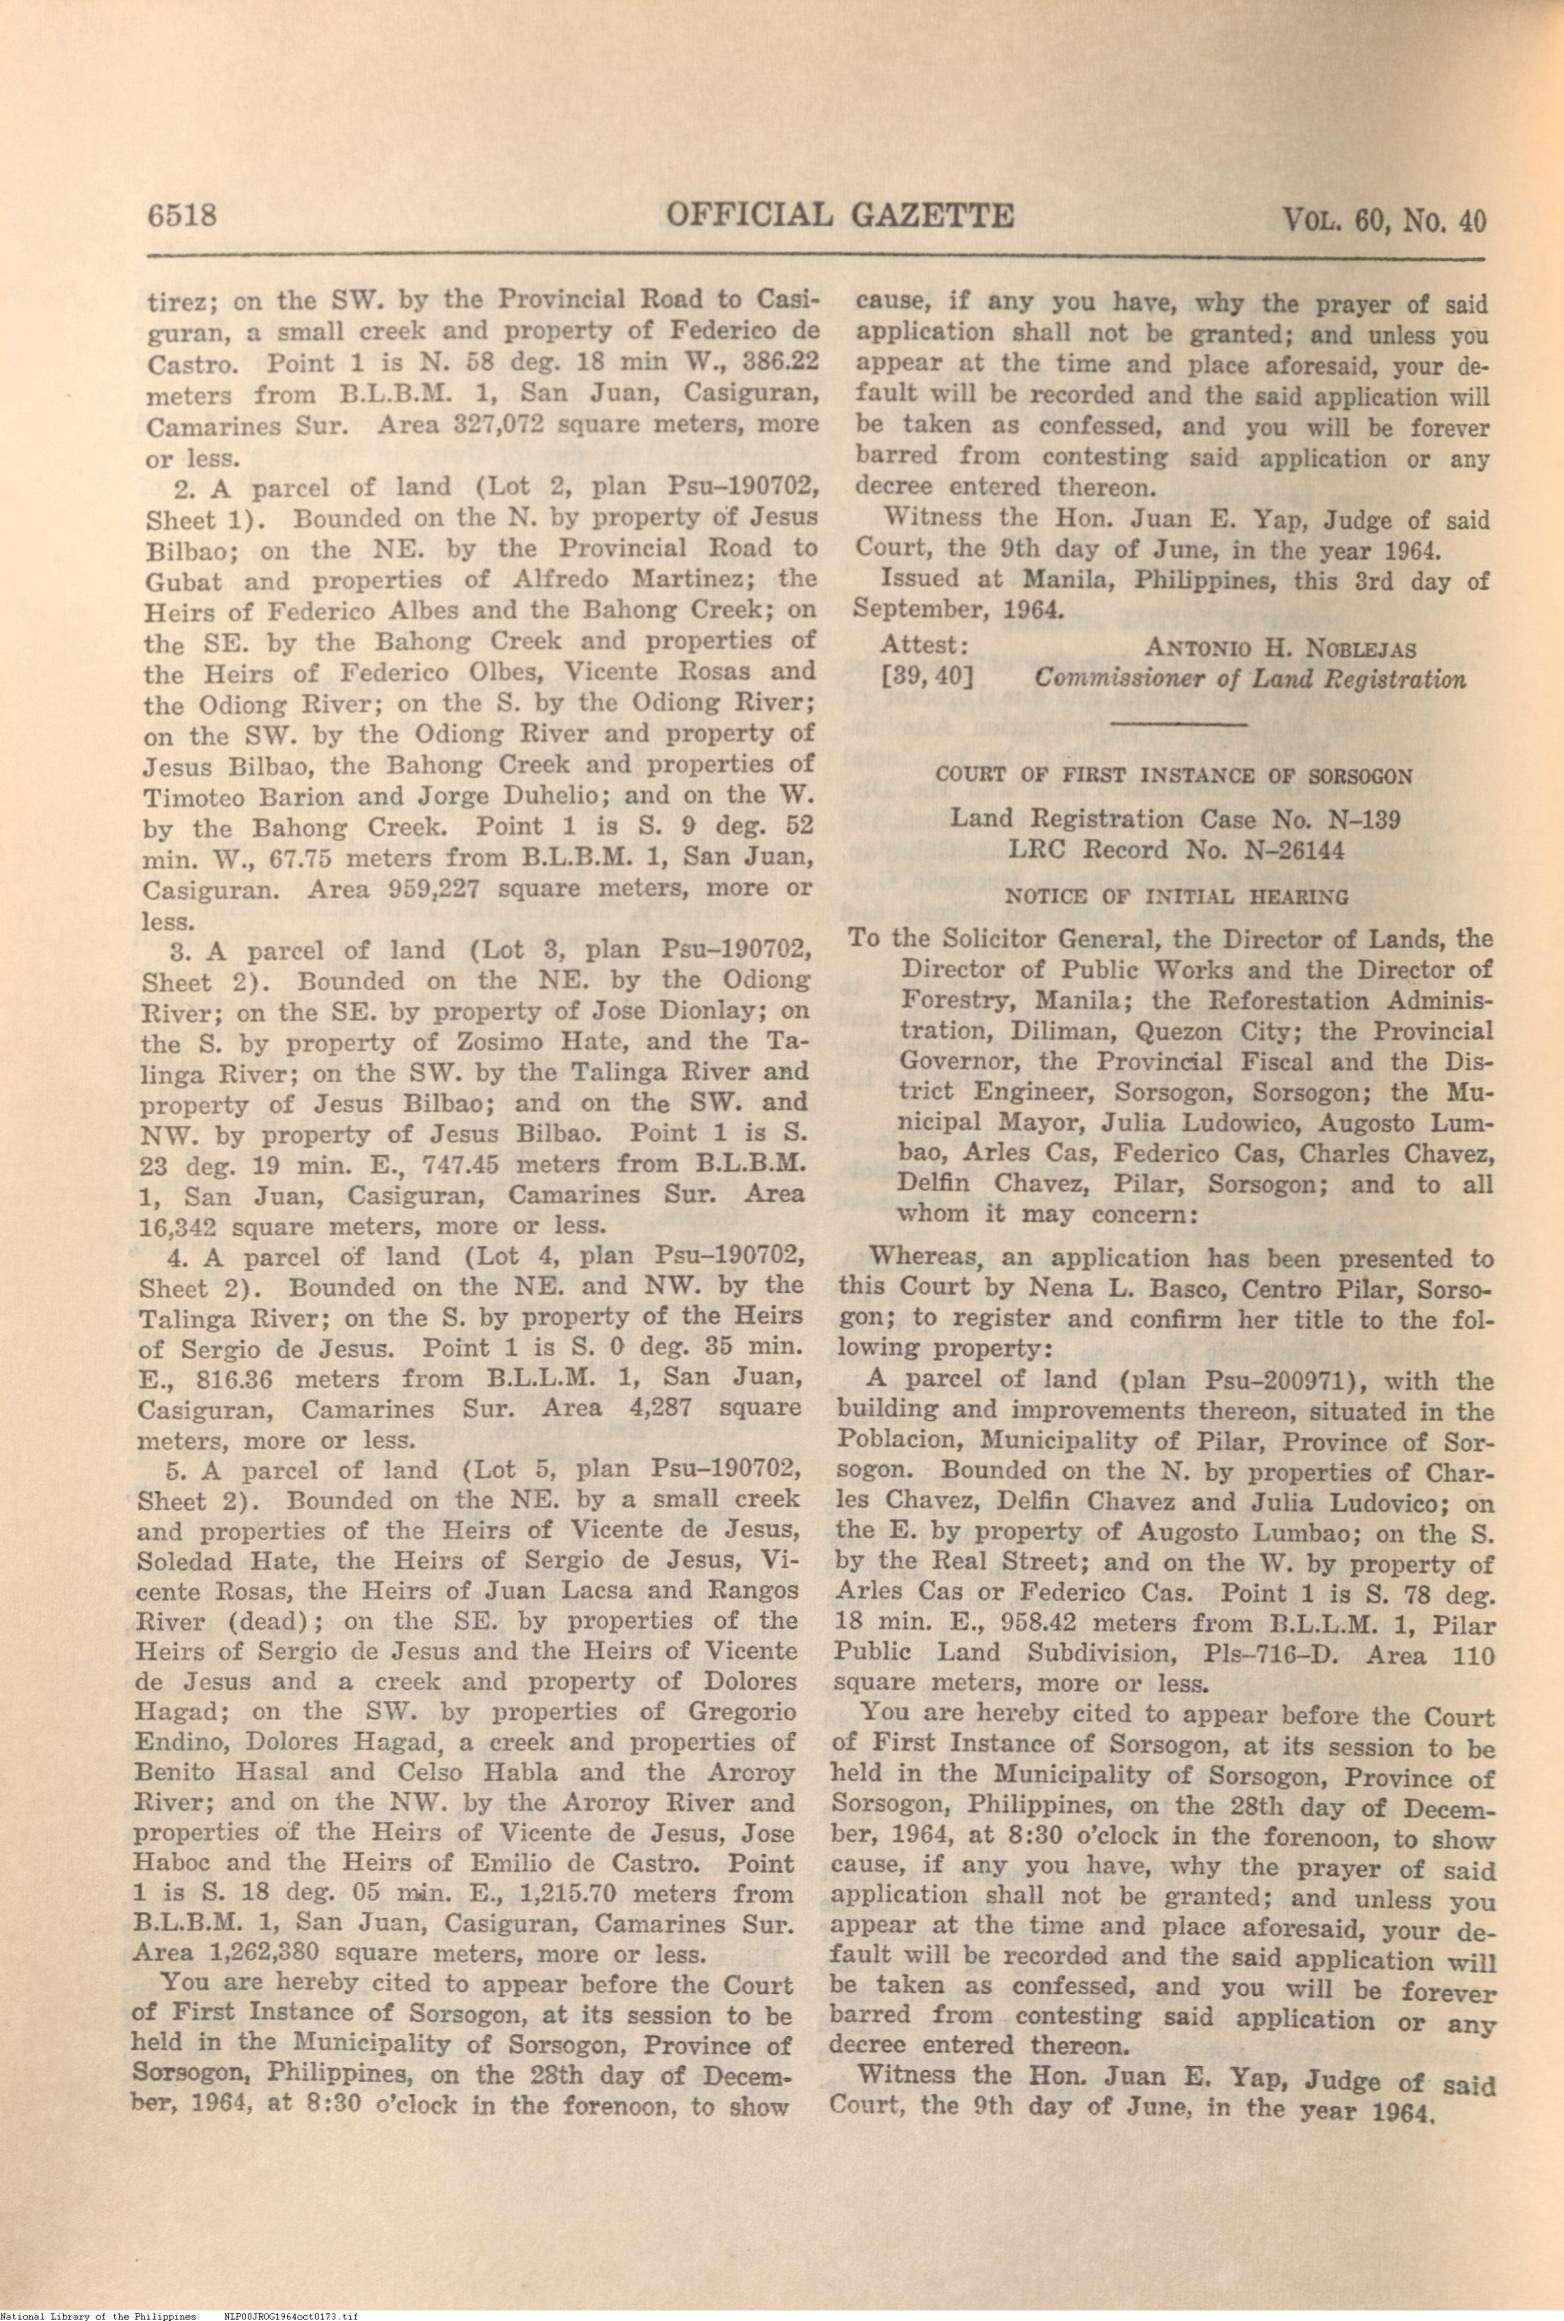 6518
OFFICIAL GAZETTE
VOL. 60, No. 40
tirez; on the SW. by the Provincial Road to Casi-
guran, a small creek and property of Federico de
Castro. Point 1 is N. 58 deg. 18 min W., 386.22
meters from B.L.B.M. 1, San Juan, Casiguran,
Camarines Sur. Area 327,072 square meters, more
or less.
2. A parcel of land (Lot 2, plan Psu–190702,
Sheet 1). Bounded on the N. by property of Jesus
Bilbao; on the NE. by the Provincial Road to
Gubat and properties of Alfredo Martinez; the
Heirs of Federico Albes and the Bahong Creek; on
the SE. by the Bahong Creek and properties of
the Heirs of Federico Olbes, Vicente Rosas and
the Odiong River; on the S. by the Odiong River;
on the SW. by the Odiong River and property of
Jesus Bilbao, the Bahong Creek and properties of
Timoteo Barion and Jorge Duhelio; and on the W.
by the Bahong Creek. Point 1 is S. 9 deg. 52
min. W., 67.75 meters from B.L.B.M. 1, San Juan,
Casiguran. Area 959,227 square meters, more or
less.
3. A parcel of land (Lot 3, plan Psu–190702,
Sheet 2). Bounded on the NE. by the Odiong
River; on the SE. by property of Jose Dionlay; on
the S. by property of Zosimo Hate, and the Ta-
linga River; on the SW. by the Talinga River and
property of Jesus Bilbao; and on the SW. and
NW. by property of Jesus Bilbao. Point 1 is S.
23 deg. 19 min. E., 747.45 meters from B.L.B.M.
1, San Juan, Casiguran, Camarines Sur. Area
16,342 square meters, more or less.
4. A parcel of land (Lot 4, plan Psu–190702,
Sheet 2). Bounded on the NE. and NW. by the
Talinga River; on the S. by property of the Heirs
of Sergio de Jesus. Point 1 is S. 0 deg. 35 min.
E., 816.36 meters from B.L.L.M. 1, San Juan,
Casiguran, Camarines Sur. Area 4,287 square
meters, more or less.
5. A parcel of land (Lot 5, plan Psu–190702,
Sheet 2). Bounded on the NE. by a small creek
and properties of the Heirs of Vicente de Jesus,
Soledad Hate, the Heirs of Sergio de Jesus, Vi-
cente Rosas, the Heirs of Juan Lacsa and Rangos
River (dead); on the SE. by properties of the
Heirs of Sergio de Jesus and the Heirs of Vicente
de Jesus and a creek and property of Dolores
Hagad; on the SW. by properties of Gregorio
Endino, Dolores Hagad, a creek and properties of
Benito Hasal and Celso Habla and the Aroroy
River; and on the NW. by the Aroroy River and
properties of the Heirs of Vicente de Jesus, Jose
Haboc and the Heirs of Emilio de Castro. Point
1 is S. 18 deg. 05 min. E., 1,215.70 meters from
B.L.B.M. 1, San Juan, Casiguran, Camarines Sur.
Area 1,262,380 square meters, more or less.
You are hereby cited to appear before the Court
of First Instance of Sorsogon, at its session to be
held in the Municipality of Sorsogon, Province of
Sorsogon, Philippines, on the 28th day of Decem-
ber, 1964, at 8:30 o'clock in the forenoon, to show
cause, if any you have, why the prayer of said
application shall not be granted; and unless you
appear at the time and place aforesaid, your de-
fault will be recorded and the said application will
be taken as confessed, and you will be forever
barred from contesting said application or any
decree entered thereon.
Witness the Hon. Juan E. Yap, Judge of said
Court, the 9th day of June, in the year 1964.
Issued at Manila, Philippines, this 3rd day of
September, 1964.
Attest: ANTONIO H. NOBLEJAS
[39, 40] Commissioner of Land Registration
COURT OF FIRST INSTANCE OF SORSOGON
Land Registration Case No. N–139
LRC Record No. N–26144
NOTICE OF INITIAL HEARING
To the Solicitor General, the Director of Lands, the
Director of Public Works and the Director of
Forestry, Manila; the Reforestation Adminis-
tration, Diliman, Quezon City; the Provincial
Governor, the Provincial Fiscal and the Dis-
trict Engineer, Sorsogon, Sorsogon; the Mu-
nicipal Mayor, Julia Ludowico, Augosto Lum-
bao, Arles Cas, Federico Cas, Charles Chavez,
Delfin Chavez, Pilar, Sorsogon; and to all
whom it may concern:
Whereas, an application has been presented to
this Court by Nena L. Basco, Centro Pilar, Sorso-
gon; to register and confirm her title to the fol-
lowing property:
A parcel of land (plan Psu–200971), with the
building and improvements thereon, situated in the
Poblacion, Municipality of Pilar, Province of Sor-
sogon. Bounded on the N. by properties of Char-
les Chavez, Delfin Chavez and Julia Ludovico; on
the E. by property of Augosto Lumbao; on the S.
by the Real Street; and on the W. by property of
Arles Cas or Federico Cas. Point 1 is S. 78 deg.
18 min. E., 958.42 meters from B.L.L.M. 1, Pilar
Public Land Subdivision, Pls–716–D. Area 110
square meters, more or less.
You are hereby cited to appear before the Court
of First Instance of Sorsogon, at its session to be
held in the Municipality of Sorsogon, Province of
Sorsogon, Philippines, on the 28th day of Decem-
ber, 1964, at 8:30 o'clock in the forenoon, to show
cause, if any you have, why the prayer of said
application shall not be granted; and unless you
appear at the time and place aforesaid, your de-
fault will be recorded and the said application will
be taken as confessed, and you will be forever
barred from contesting said application or any
decree entered thereon.
Witness the Hon. Juan E. Yap, Judge of said
Court, the 9th day of June, in the year 1964.
National Library of the Philippines NLP00JROG1964oct0173.tif